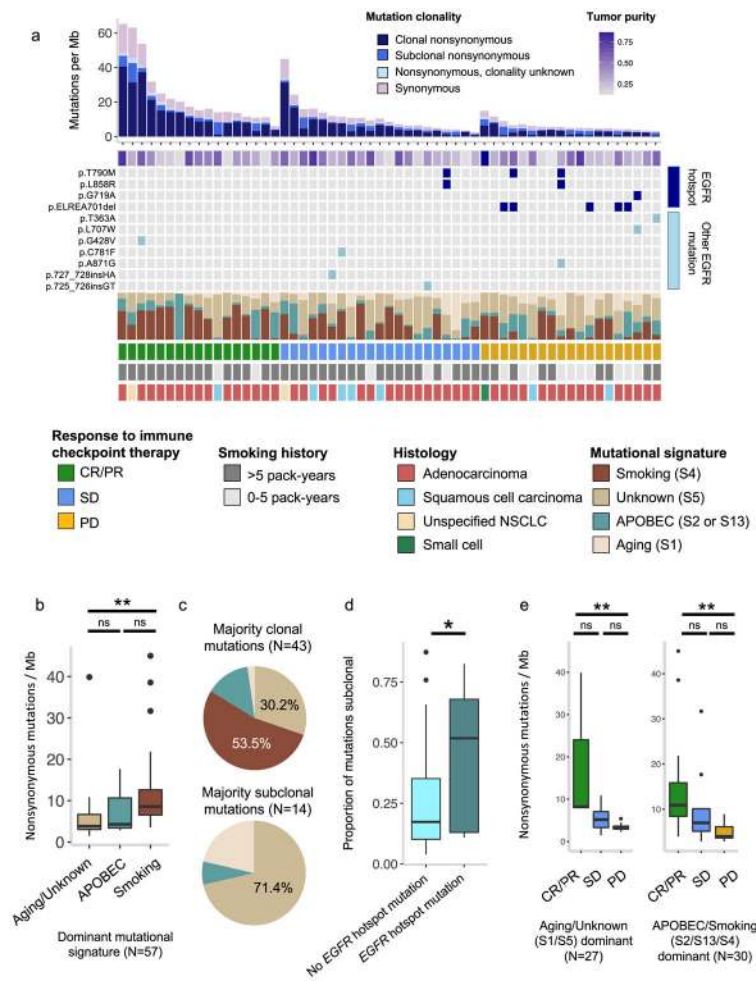 a
Mutations per Mb
60
40
20
0
Mutation clonality
Clonal nonsynonymous
Subclonal nonsynonymous
Nonsynonymous, clonality unknown
Synonymous
Tumor purity
0.75
0.50
0.25
p.T790M
p.L858R
p.G719A
p.ELREA701del
p.T363A
p.L707W
p.G428V
p.C781F
p.A871G
p.727_728insHA
p.725_726insGT
EGFR
hotspot
Other EGFR
mutation
Response to immune
checkpoint therapy
CR/PR
SD
PD
Smoking history
>5 pack-years
0-5 pack-years
Histology
Adenocarcinoma
Squamous cell carcinoma
Unspecified NSCLC
Small cell
Mutational signature
Smoking (S4)
Unknown (S5)
APOBEC (S2 or S13)
Aging (S1)
b
**
ns
ns
Nonsynonymous mutations / Mb
40
30
20
10
0
Aging/Unknown
APOBEC
Smoking
Dominant mutational
signature (N=57)
c
Majority clonal
mutations (N=43)
30.2%
53.5%
Majority subclonal
mutations (N=14)
71.4%
d
*
Proportion of mutations subclonal
0.75
0.50
0.25
0.00
No EGFR hotspot mutation
EGFR hotspot mutation
e
**
ns
ns
Nonsynonymous mutations / Mb
40
30
20
10
0
CR/PR
SD
PD
Aging/Unknown
(S1/S5) dominant
(N=27)
**
ns
ns
40
30
20
10
CR/PR
SD
PD
APOBEC/Smoking
(S2/S13/S4)
dominant (N=30)